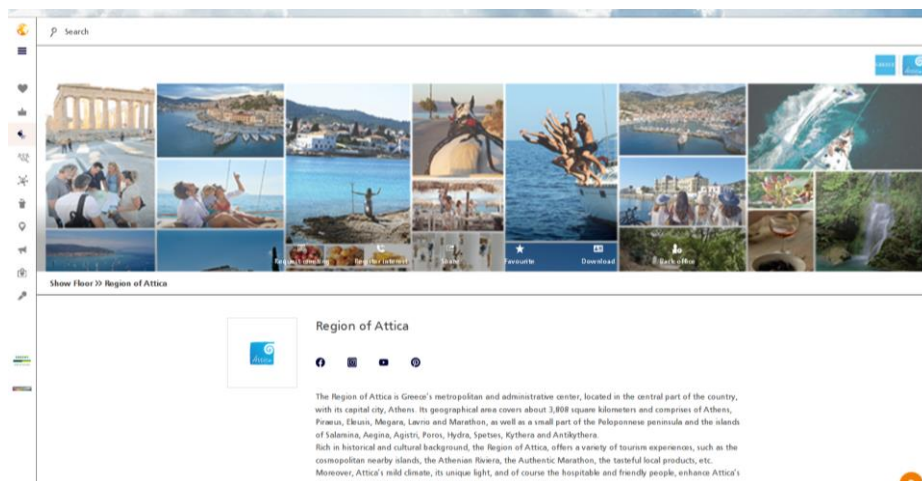 Search
GREECE
Request meeting
Register interest
Share
Favourite
Download
Back office
Show Floor >> Region of Attica
Attica
Region of Attica
The Region of Attica is Greece's metropolitan and administrative center, located in the central part of the country,
with its capital city, Athens. Its geographical area covers about 3,808 square kilometers and comprises of Athens,
Piraeus, Eleusis, Megara, Lavrio and Marathon, as well as a small part of the Peloponnese peninsula and the islands
of Salamina, Aegina, Agistri, Poros, Hydra, Spetses, Kythera and Antikythera.
Rich in historical and cultural background, the Region of Attica, offers a variety of tourism experiences, such as the
cosmopolitan nearby islands, the Athenian Riviera, the Authentic Marathon, the tasteful local products, etc.
Moreover, Attica's mild climate, its unique light, and of course the hospitable and friendly people, enhance Attica's